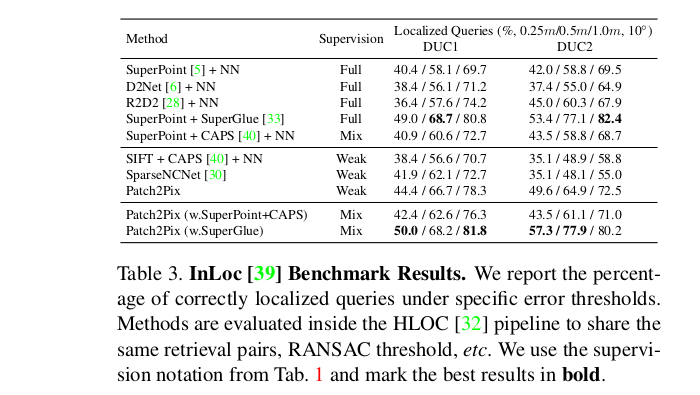 Method Supervision Localized Queries (%, 0.25m/0.5m/1.0m, 10°)
DUC1 DUC2
SuperPoint [5] + NN Full 40.4 / 58.1 / 69.7 42.0 / 58.8 / 69.5
D2Net [6] + NN Full 38.4 / 56.1 / 71.2 37.4 / 55.0 / 64.9
R2D2 [28] + NN Full 36.4 / 57.6 / 74.2 45.0 / 60.3 / 67.9
SuperPoint + SuperGlue [33] Full 49.0 / 68.7 / 80.8 53.4 / 77.1 / 82.4
SuperPoint + CAPS [40] + NN Mix 40.9 / 60.6 / 72.7 43.5 / 58.8 / 68.7
SIFT + CAPS [40] + NN Weak 38.4 / 56.6 / 70.7 35.1 / 48.9 / 58.8
SparseNCNet [30] Weak 41.9 / 62.1 / 72.7 35.1 / 48.1 / 55.0
Patch2Pix Weak 44.4 / 66.7 / 78.3 49.6 / 64.9 / 72.5
Patch2Pix (w.SuperPoint+CAPS) Mix 42.4 / 62.6 / 76.3 43.5 / 61.1 / 71.0
Patch2Pix (w.SuperGlue) Mix 50.0 / 68.2 / 81.8 57.3 / 77.9 / 80.2
Table 3. InLoc [39] Benchmark Results. We report the percent-
age of correctly localized queries under specific error thresholds.
Methods are evaluated inside the HLOC [32] pipeline to share the
same retrieval pairs, RANSAC threshold, etc. We use the supervi-
sion notation from Tab. 1 and mark the best results in bold.